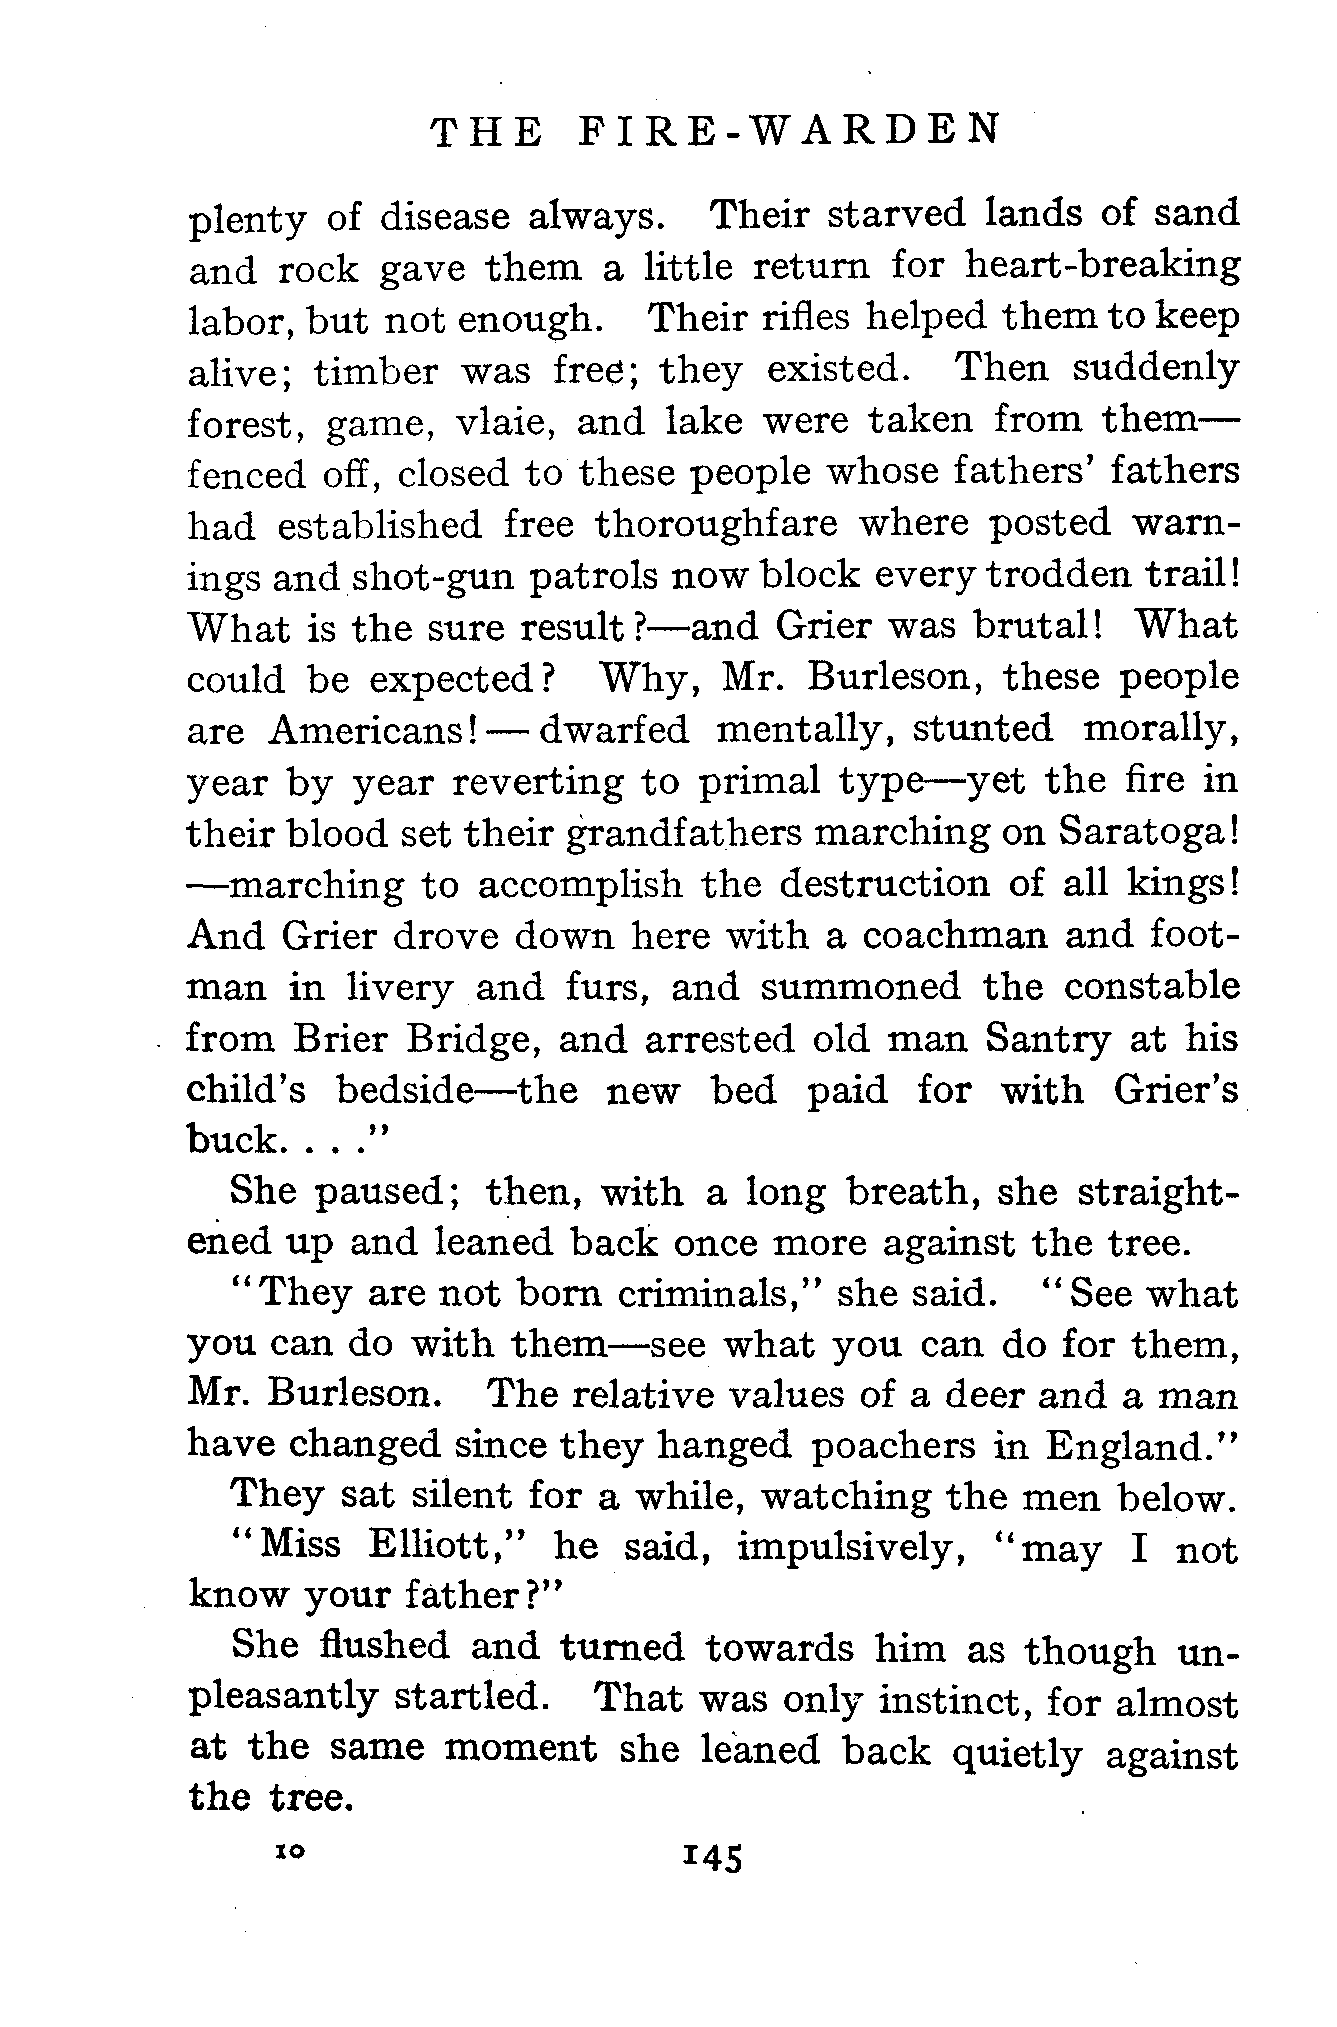 THE FIRE-WARDEN
plenty of disease always. Their starved lands of sand
and rock gave them a little return for heart-breaking
labor, but not enough. Their rifles helped them to keep
alive; timber was free; they existed. Then suddenly
forest, game, vlaie, and lake were taken from them—
fenced off, closed to these people whose fathers' fathers
had established free thoroughfare where posted warn-
ings and shot-gun patrols now block every trodden trail!
What is the sure result?—and Grier was brutal! What
could be expected? Why, Mr. Burleson, these people
are Americans!—dwarfed mentally, stunted morally,
year by year reverting to primal type—yet the fire in
their blood set their grandfathers marching on Saratoga!
—marching to accomplish the destruction of all kings!
And Grier drove down here with a coachman and foot-
man in livery and furs, and summoned the constable
from Brier Bridge, and arrested old man Santry at his
child's bedside—the new bed paid for with Grier's
buck. . . ."
She paused; then, with a long breath, she straight-
ened up and leaned back once more against the tree.
"They are not born criminals," she said. "See what
you can do with them—see what you can do for them,
Mr. Burleson. The relative values of a deer and a man
have changed since they hanged poachers in England."
They sat silent for a while, watching the men below.
"Miss Elliott," he said, impulsively, "may I not
know your father?"
She flushed and turned towards him as though un-
pleasantly startled. That was only instinct, for almost
at the same moment she leaned back quietly against
the tree.
10 145